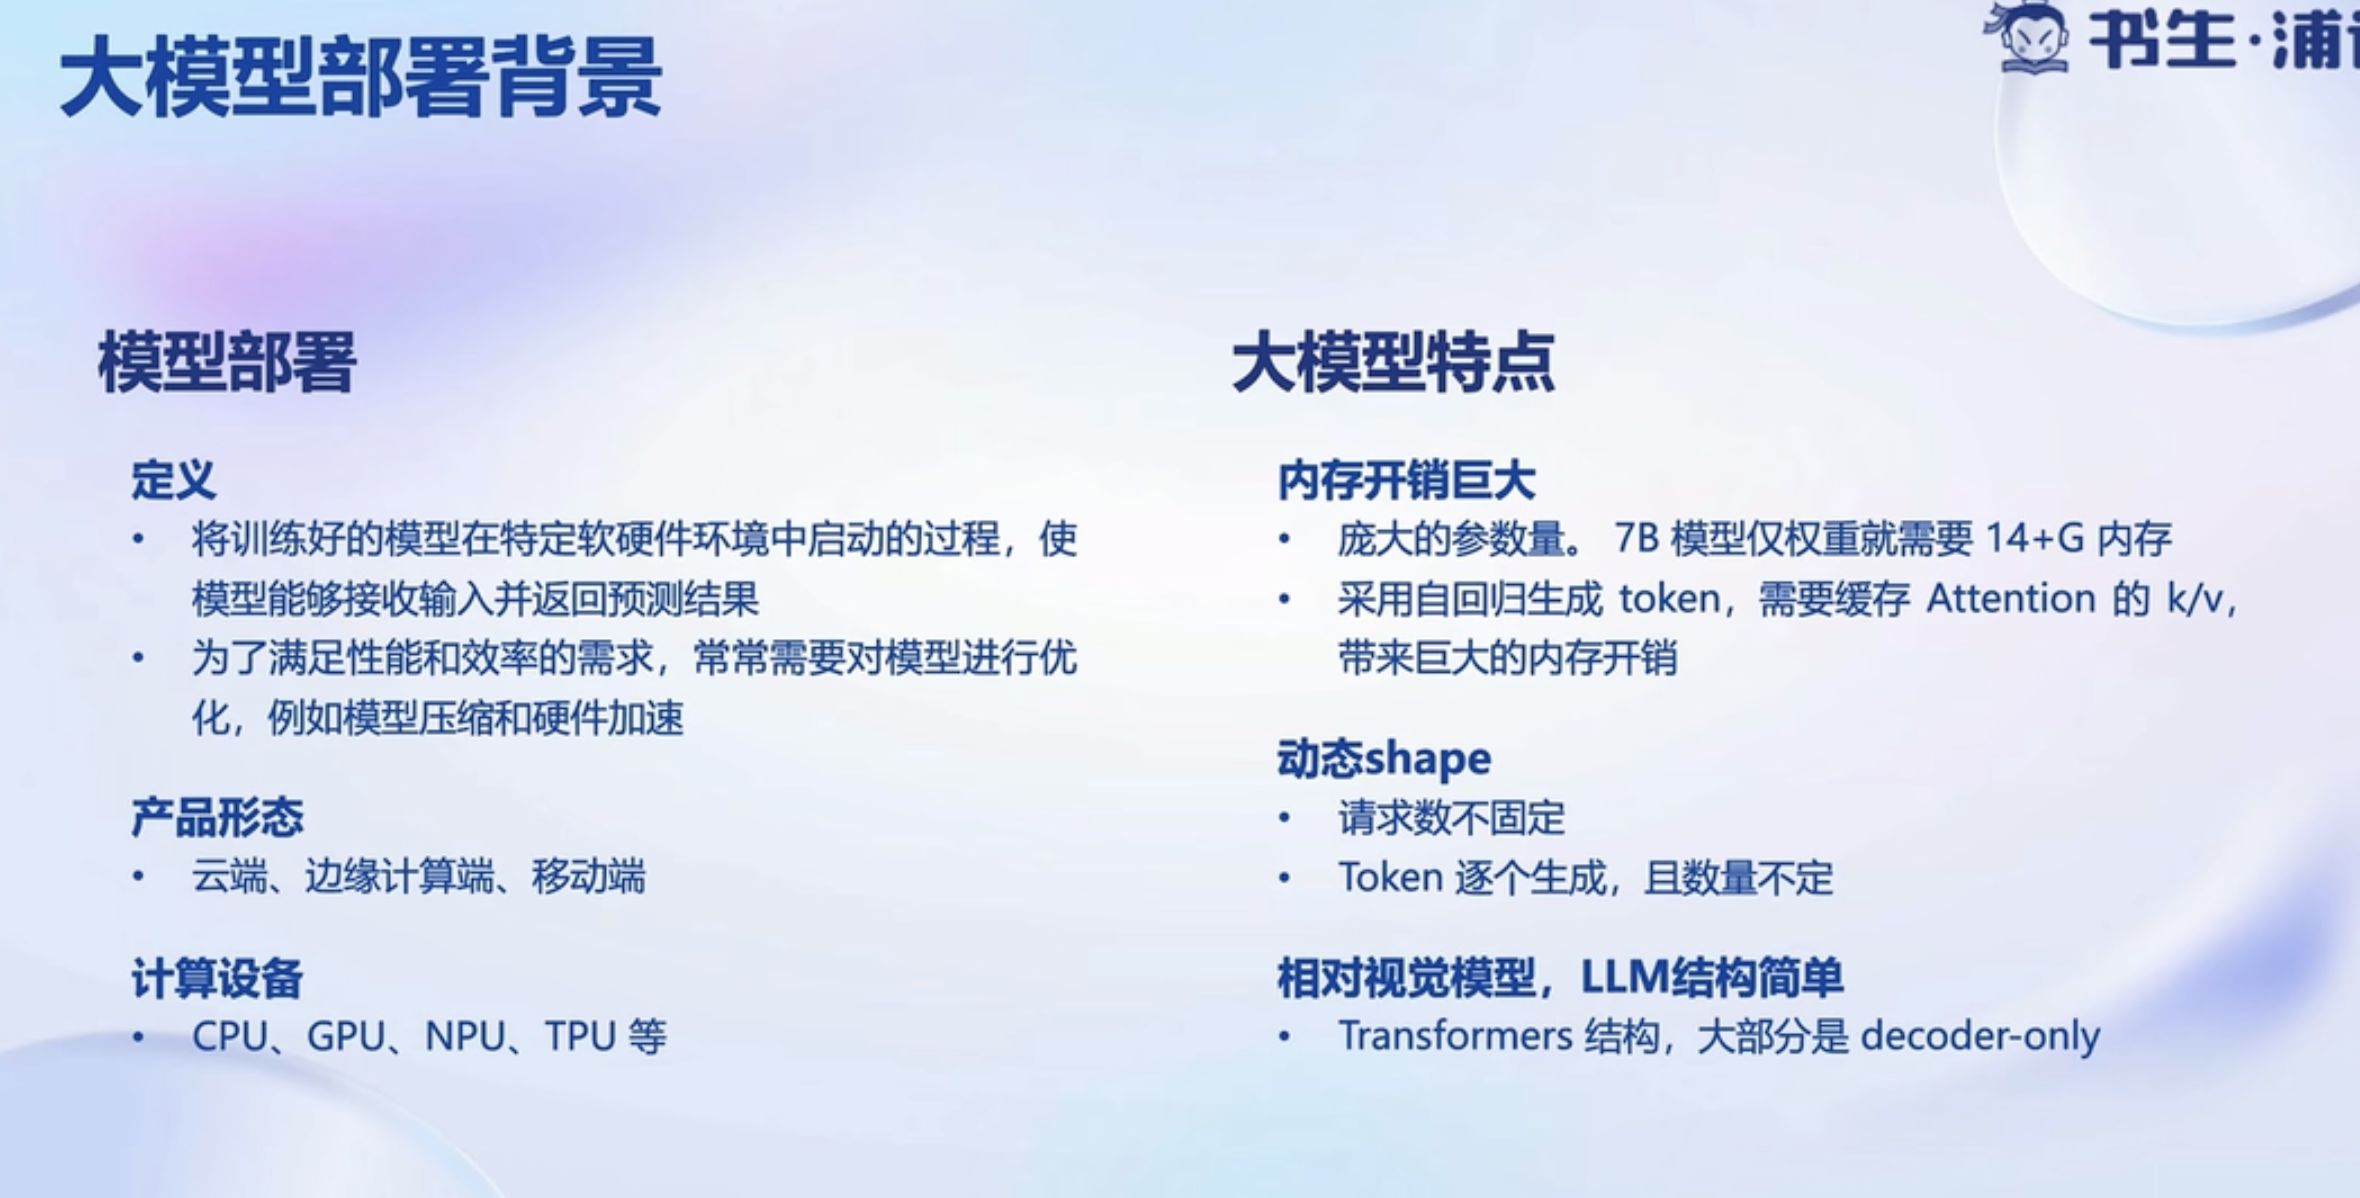 大模型部署背景
书生·浦
模型部署
定义
• 将训练好的模型在特定软硬件环境中启动的过程，使
模型能够接收输入并返回预测结果
• 为了满足性能和效率的需求，常常需要对模型进行优
化，例如模型压缩和硬件加速
产品形态
• 云端、边缘计算端、移动端
计算设备
• CPU、GPU、NPU、TPU 等
大模型特点
内存开销巨大
• 庞大的参数量。 7B 模型仅权重就需要 14+G 内存
• 采用自回归生成 token，需要缓存 Attention 的 k/v，
带来巨大的内存开销
动态shape
• 请求数不固定
• Token 逐个生成，且数量不定
相对视觉模型，LLM结构简单
• Transformers 结构，大部分是 decoder-only